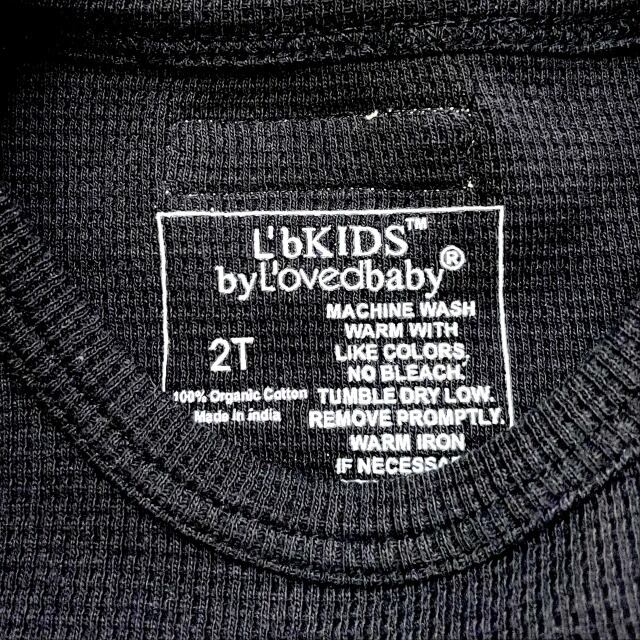 L'bKIDS™
byL'ovedbaby®
2T
100% Organic Cotton
Made in India
MACHINE WASH
WARM WITH
LIKE COLORS,
NO BLEACH.
TUMBLE DRY LOW.
REMOVE PROMPTLY.
WARM IRON
IF